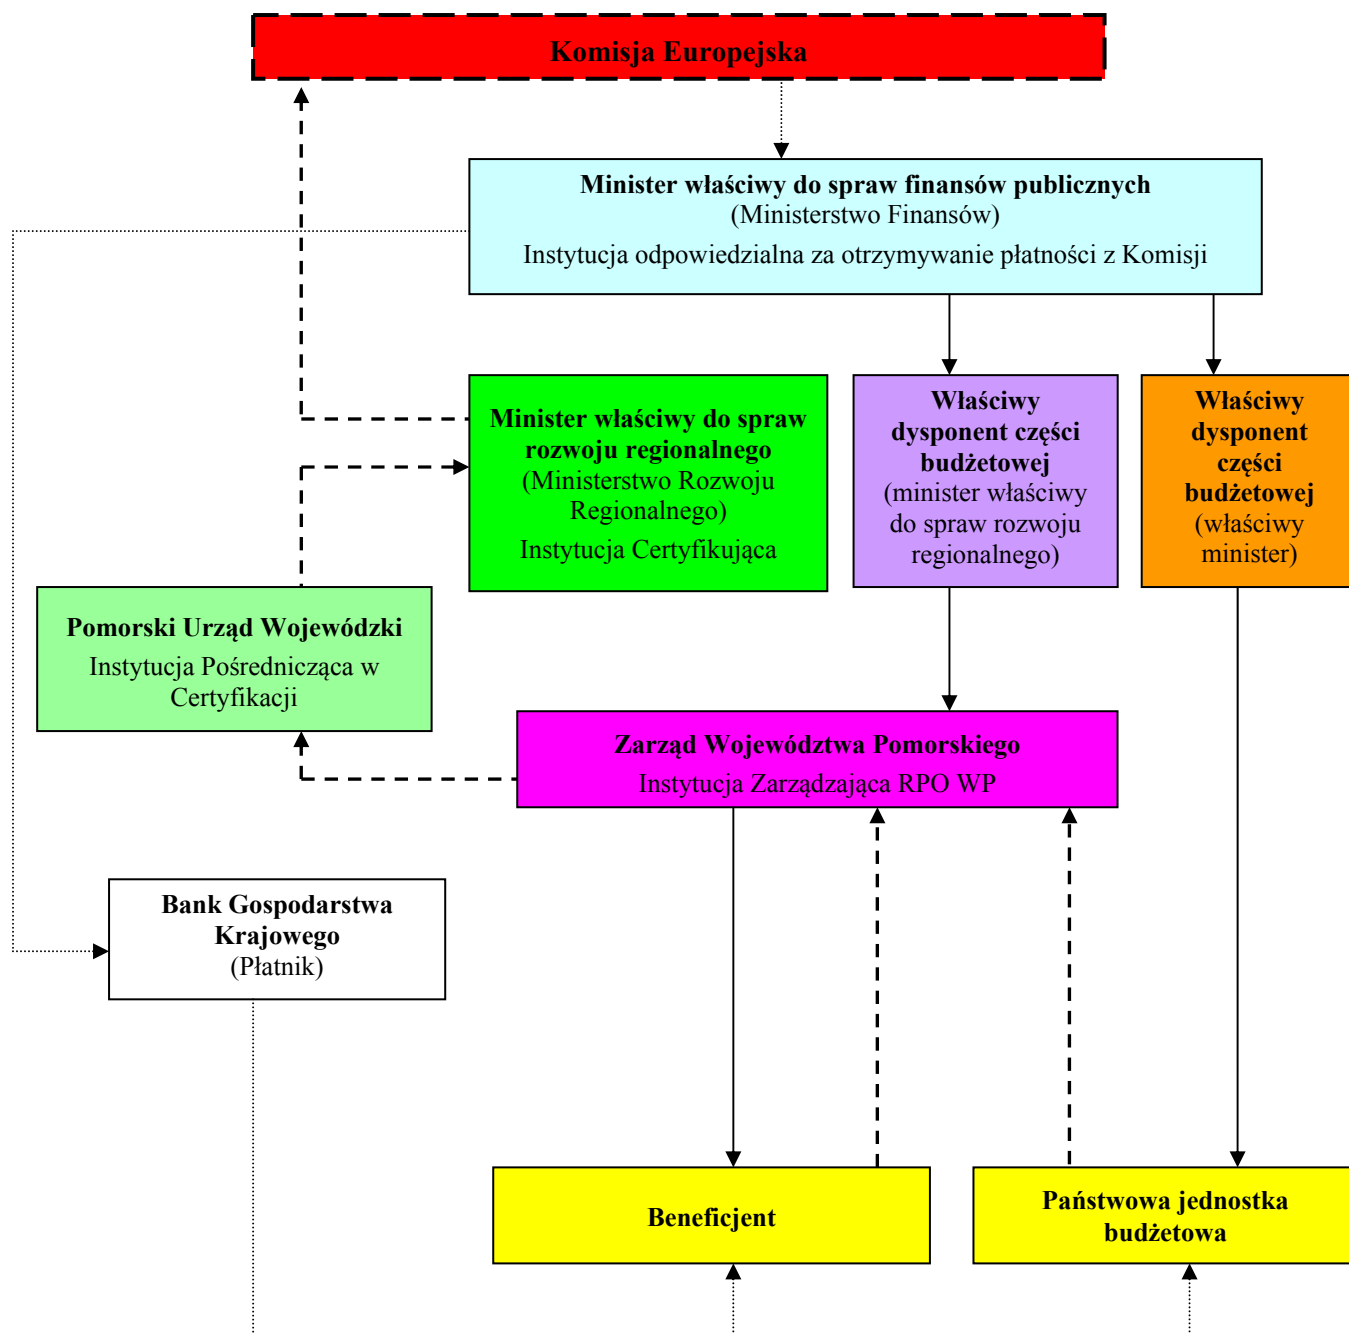 Komisja Europejska
Minister właściwy do spraw finansów publicznych
(Ministerstwo Finansów)
Instytucja odpowiedzialna za otrzymywanie płatności z Komisji
Minister właściwy do spraw
rozwoju regionalnego
(Ministerstwo Rozwoju
Regionalnego)
Instytucja Certyfikująca
Właściwy
dysponent części
budżetowej
(minister właściwy
do spraw rozwoju
regionalnego)
Właściwy
dysponent
części
budżetowej
(właściwy
minister)
Pomorski Urząd Wojewódzki
Instytucja Pośrednicząca w
Certyfikacji
Zarząd Województwa Pomorskiego
Instytucja Zarządzająca RPO WP
Bank Gospodarstwa
Krajowego
(Płatnik)
Beneficjent
Państwowa jednostka
budżetowa